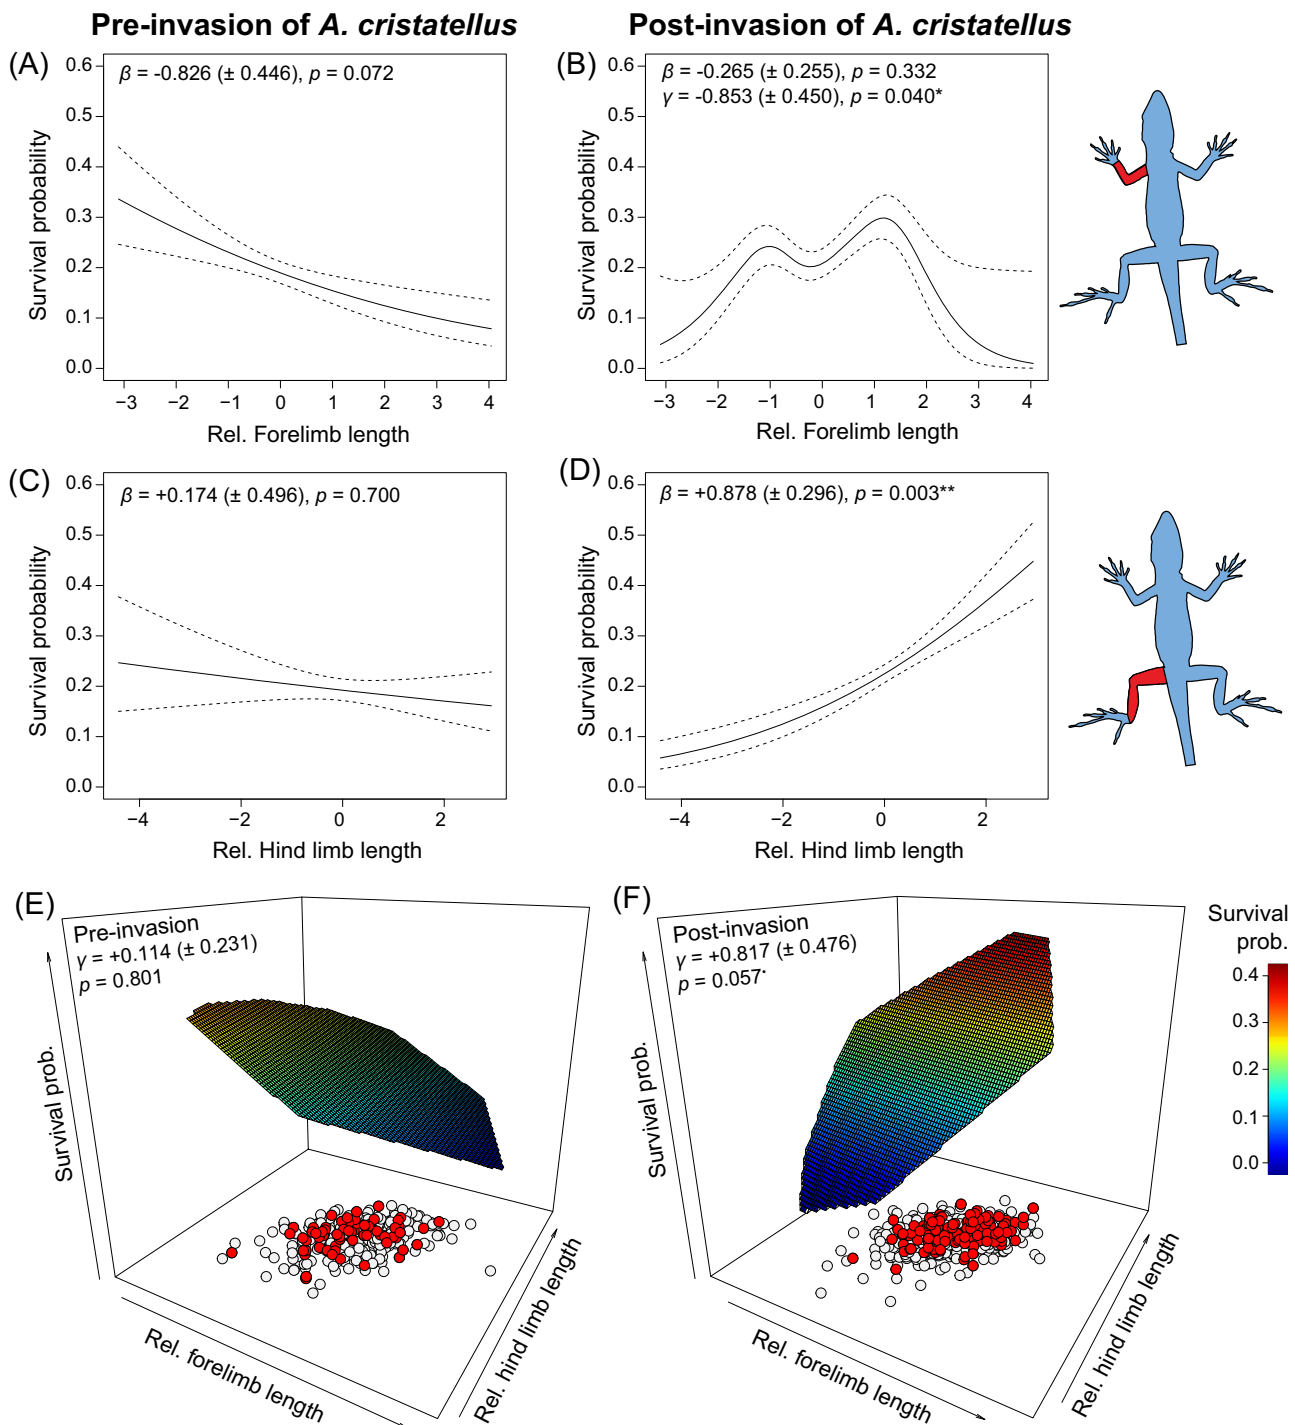 Pre-invasion of A. cristatellus
Post-invasion of A. cristatellus
(A)
β = -0.826 (± 0.446), p = 0.072
0.6
0.5
0.4
0.3
0.2
0.1
0.0
Survival probability
−3 −2 −1 0 1 2 3 4
Rel. Forelimb length
(B)
β = -0.265 (± 0.255), p = 0.332
γ = -0.853 (± 0.450), p = 0.040*
0.6
0.5
0.4
0.3
0.2
0.1
0.0
Survival probability
−3 −2 −1 0 1 2 3 4
Rel. Forelimb length
(C)
β = +0.174 (± 0.496), p = 0.700
0.6
0.5
0.4
0.3
0.2
0.1
0.0
Survival probability
−4 −2 0 2
Rel. Hind limb length
(D)
β = +0.878 (± 0.296), p = 0.003**
0.6
0.5
0.4
0.3
0.2
0.1
0.0
Survival probability
−4 −2 0 2
Rel. Hind limb length
(E)
Pre-invasion
γ = +0.114 (± 0.231)
p = 0.801
Survival prob.
Rel. forelimb length
Rel. hind limb length
(F)
Post-invasion
γ = +0.817 (± 0.476)
p = 0.057·
Survival prob.
Rel. forelimb length
Rel. hind limb length
Survival
prob.
0.4
0.3
0.2
0.1
0.0